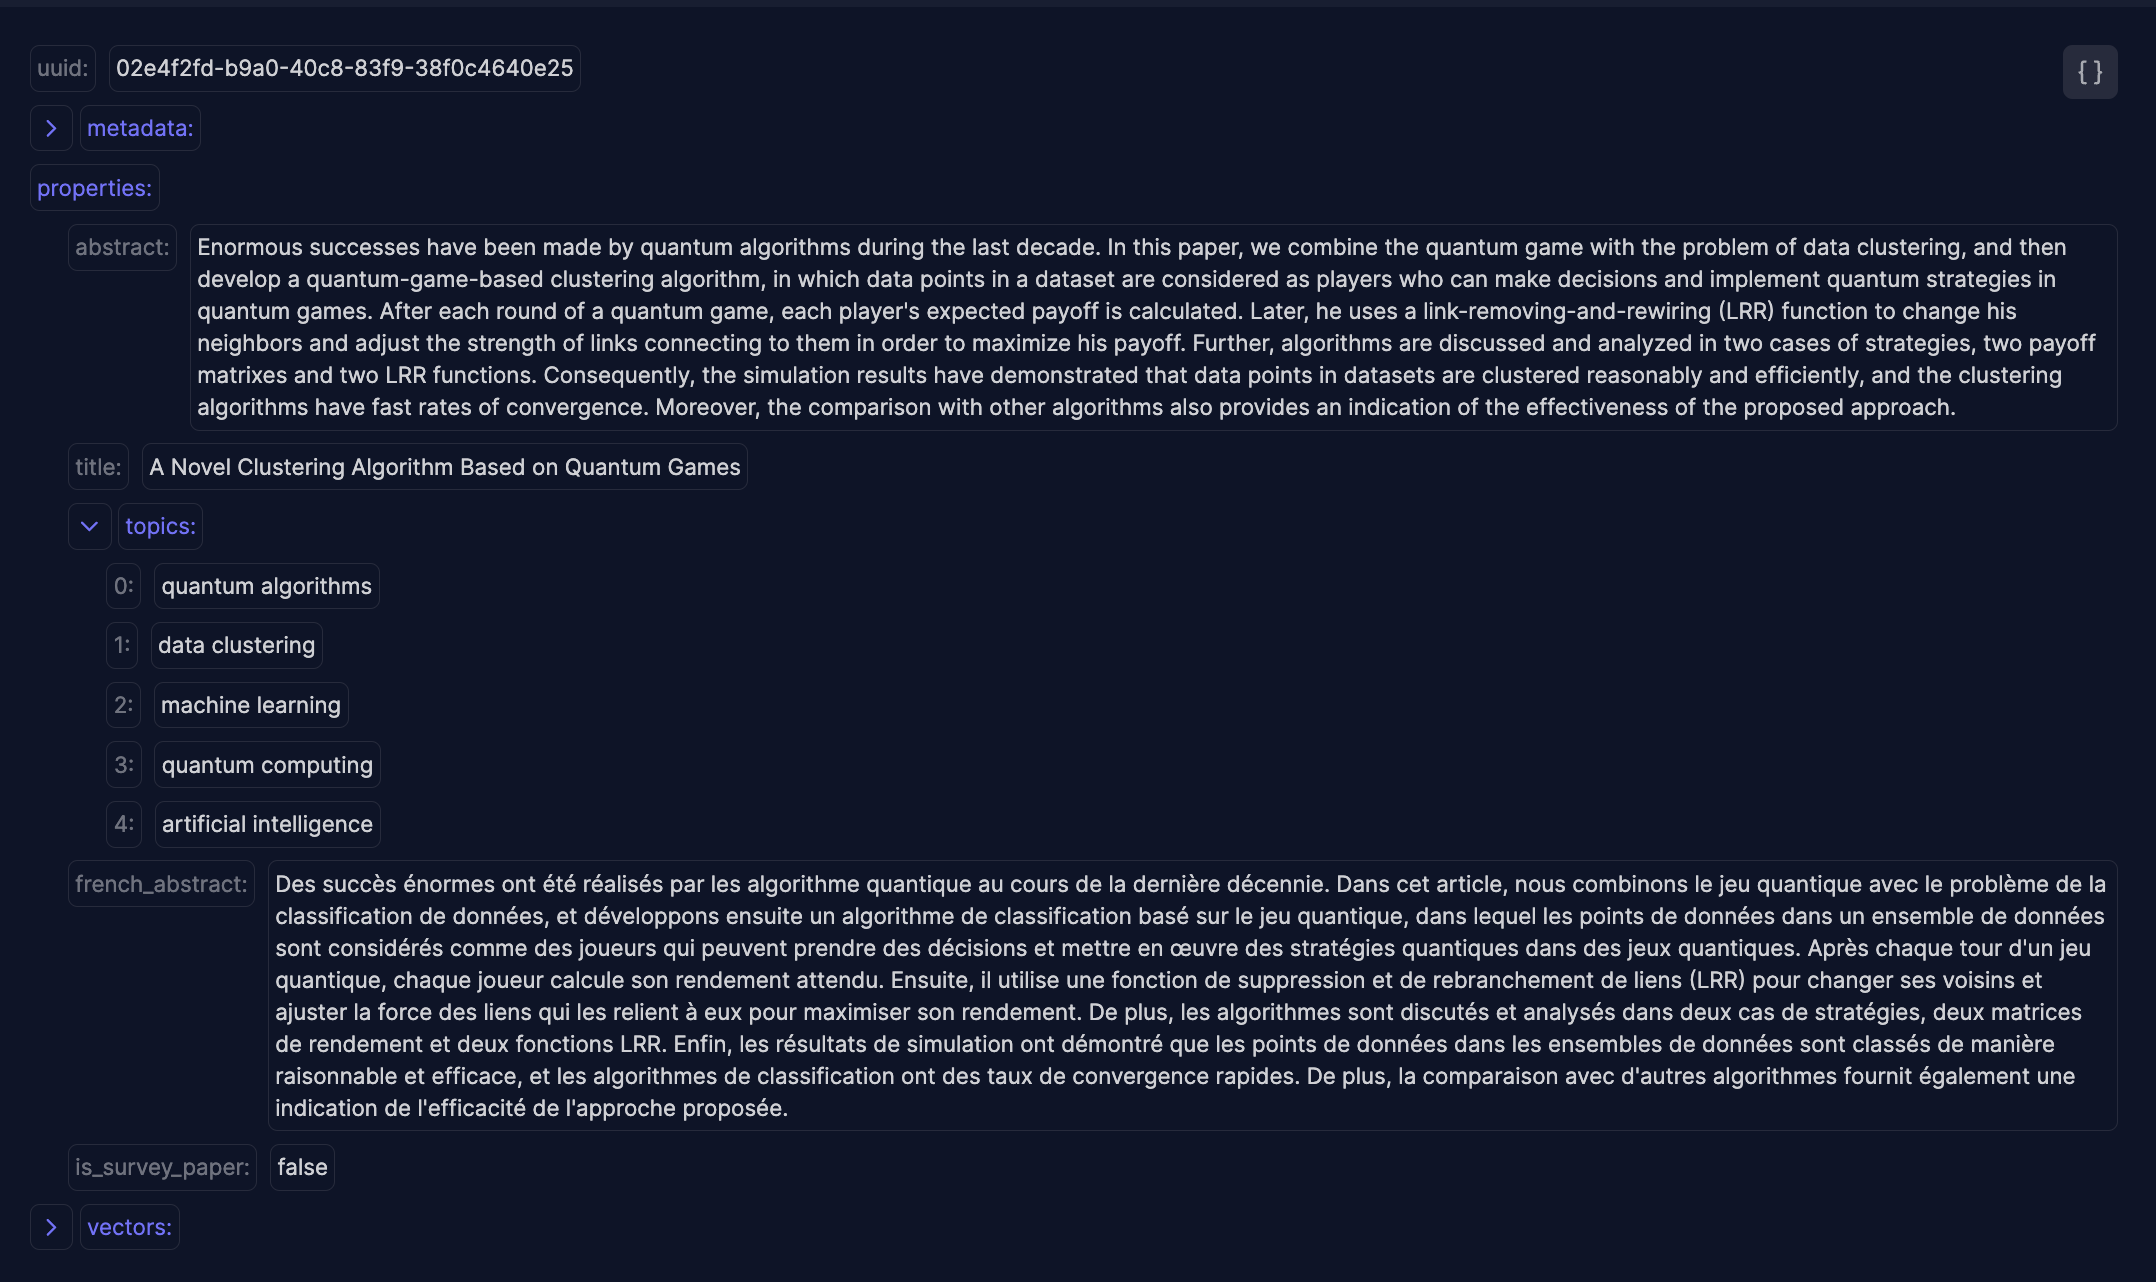 uuid: 02e4f2fd-b9a0-40c8-83f9-38f0c4640e25
{ }
metadata:
properties:
abstract: Enormous successes have been made by quantum algorithms during the last decade. In this paper, we combine the quantum game with the problem of data clustering, and then
develop a quantum-game-based clustering algorithm, in which data points in a dataset are considered as players who can make decisions and implement quantum strategies in
quantum games. After each round of a quantum game, each player's expected payoff is calculated. Later, he uses a link-removing-and-rewiring (LRR) function to change his
neighbors and adjust the strength of links connecting to them in order to maximize his payoff. Further, algorithms are discussed and analyzed in two cases of strategies, two payoff
matrixes and two LRR functions. Consequently, the simulation results have demonstrated that data points in datasets are clustered reasonably and efficiently, and the clustering
algorithms have fast rates of convergence. Moreover, the comparison with other algorithms also provides an indication of the effectiveness of the proposed approach.
title: A Novel Clustering Algorithm Based on Quantum Games
topics:
0: quantum algorithms
1: data clustering
2: machine learning
3: quantum computing
4: artificial intelligence
french_abstract: Des succès énormes ont été réalisés par les algorithme quantique au cours de la dernière décennie. Dans cet article, nous combinons le jeu quantique avec le problème de la
classification de données, et développons ensuite un algorithme de classification basé sur le jeu quantique, dans lequel les points de données dans un ensemble de données
sont considérés comme des joueurs qui peuvent prendre des décisions et mettre en œuvre des stratégies quantiques dans des jeux quantiques. Après chaque tour d'un jeu
quantique, chaque joueur calcule son rendement attendu. Ensuite, il utilise une fonction de suppression et de rebranchement de liens (LRR) pour changer ses voisins et
ajuster la force des liens qui les relient à eux pour maximiser son rendement. De plus, les algorithmes sont discutés et analysés dans deux cas de stratégies, deux matrices
de rendement et deux fonctions LRR. Enfin, les résultats de simulation ont démontré que les points de données dans les ensembles de données sont classés de manière
raisonnable et efficace, et les algorithmes de classification ont des taux de convergence rapides. De plus, la comparaison avec d'autres algorithmes fournit également une
indication de l'efficacité de l'approche proposée.
is_survey_paper: false
vectors: